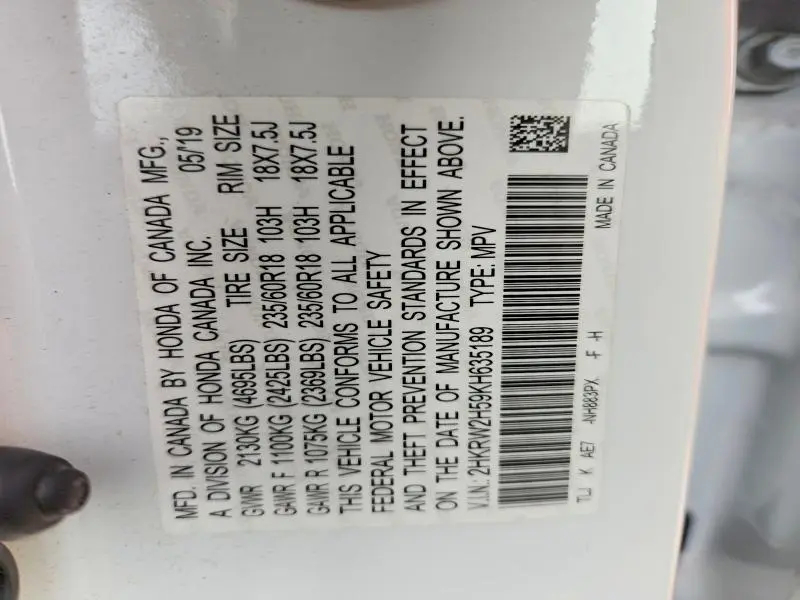 MFD. IN CANADA BY HONDA OF CANADA MFG.,
A DIVISION OF HONDA CANADA INC. 05/19
GVWR 2130KG (4695LBS) TIRE SIZE RIM SIZE
GAWR F 1100KG (2425LBS) 235/60R18 103H 18X7.5J
GAWR R 1075KG (2369LBS) 235/60R18 103H 18X7.5J
THIS VEHICLE CONFORMS TO ALL APPLICABLE
FEDERAL MOTOR VEHICLE SAFETY
AND THEFT PREVENTION STANDARDS IN EFFECT
ON THE DATE OF MANUFACTURE SHOWN ABOVE.
V.I.N.: 2HKRW2H59KH635189 TYPE: MPV
TLJ K AE7 -NH883PX -F -H MADE IN CANADA